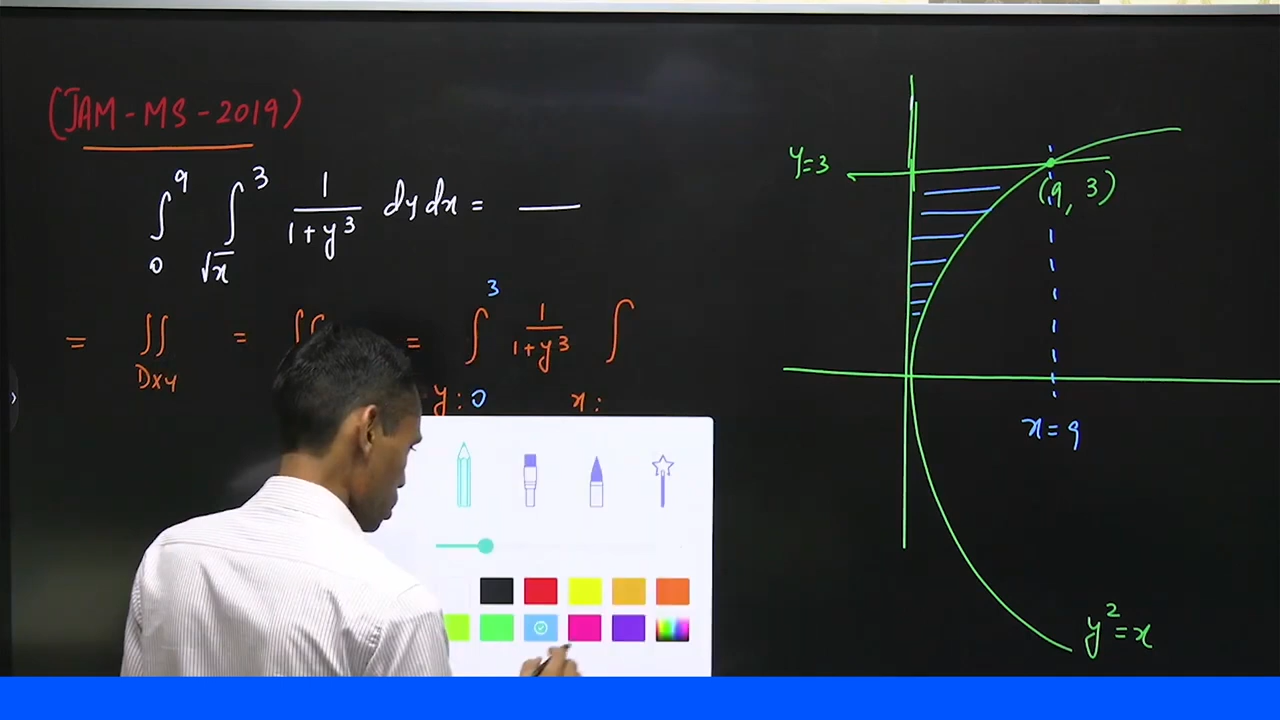 (JAM-MS-2019)
∫₀⁹ ∫_{√x}³ 1/(1+y³) dy dx = __
= ∬_{Dxy} = ∬ = ∫_{y:0}³ 1/(1+y³) ∫_{x:}
y=3
(9, 3)
x=9
y²=x